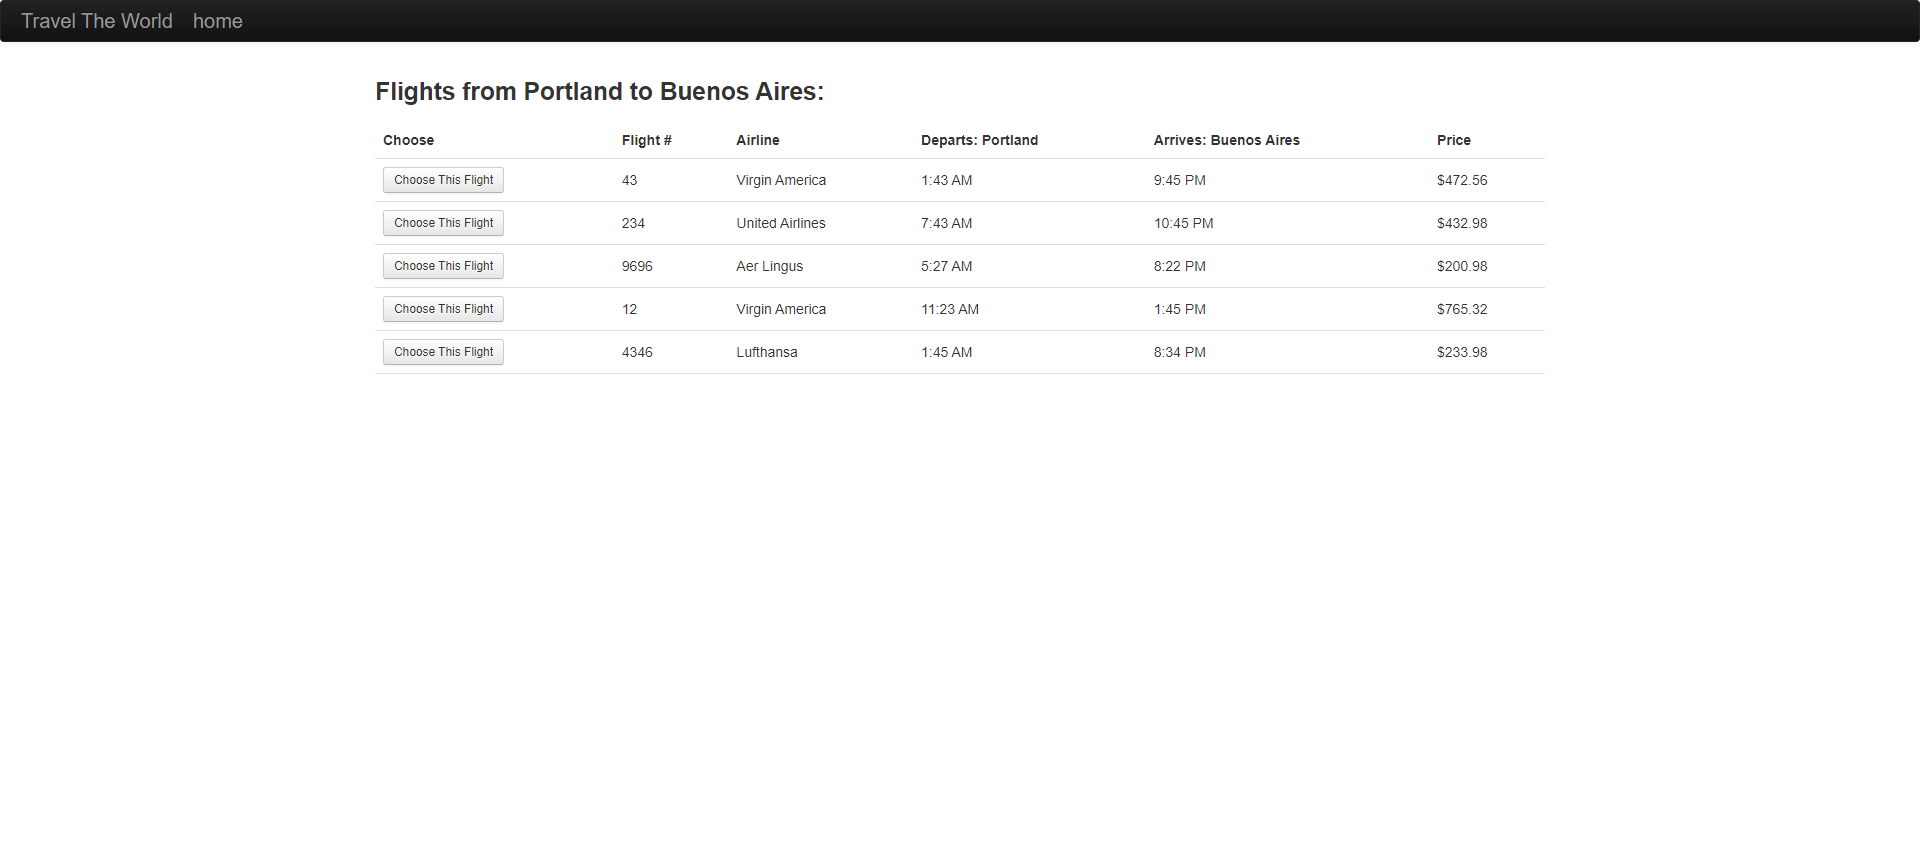 Travel The World home
Flights from Portland to Buenos Aires:
Choose Flight # Airline Departs: Portland Arrives: Buenos Aires Price
Choose This Flight 43 Virgin America 1:43 AM 9:45 PM $472.56
Choose This Flight 234 United Airlines 7:43 AM 10:45 PM $432.98
Choose This Flight 9696 Aer Lingus 5:27 AM 8:22 PM $200.98
Choose This Flight 12 Virgin America 11:23 AM 1:45 PM $765.32
Choose This Flight 4346 Lufthansa 1:45 AM 8:34 PM $233.98